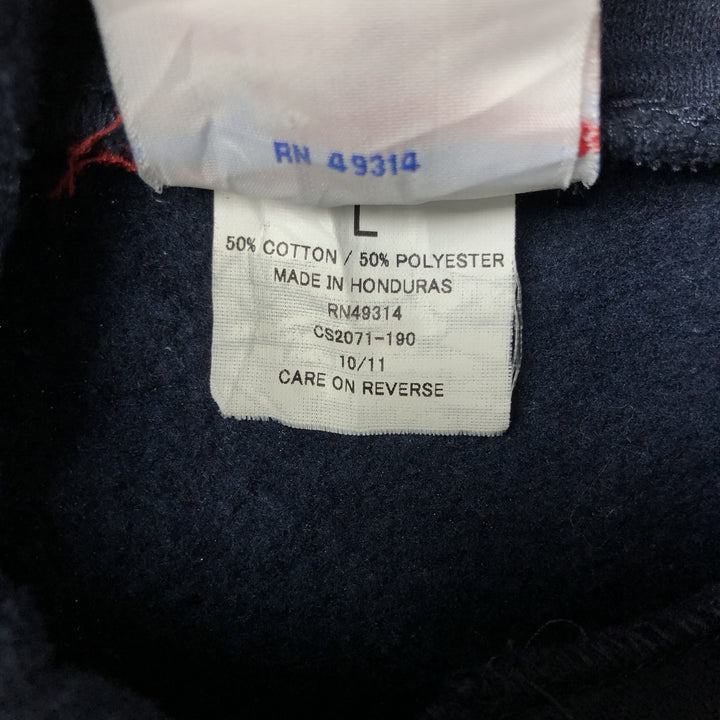 RN 49314
L
50% COTTON / 50% POLYESTER
MADE IN HONDURAS
RN49314
CS2071-190
10/11
CARE ON REVERSE